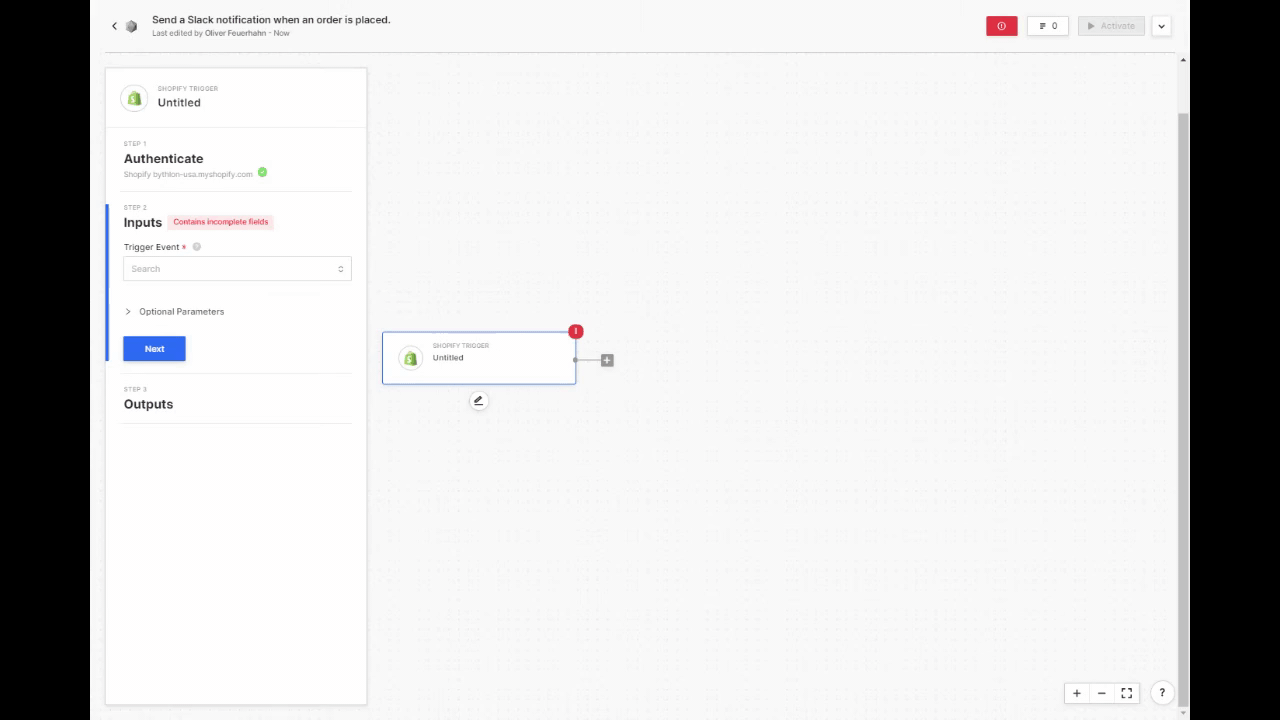 Send a Slack notification when an order is placed.
Last edited by Oliver Feuerhahn - Now
0
Activate
SHOPIFY TRIGGER
Untitled
STEP 1
Authenticate
Shopify bythlon-usa.myshopify.com
STEP 2
Inputs Contains incomplete fields
Trigger Event * ?
Search
Optional Parameters
Next
STEP 3
Outputs
SHOPIFY TRIGGER
Untitled
?